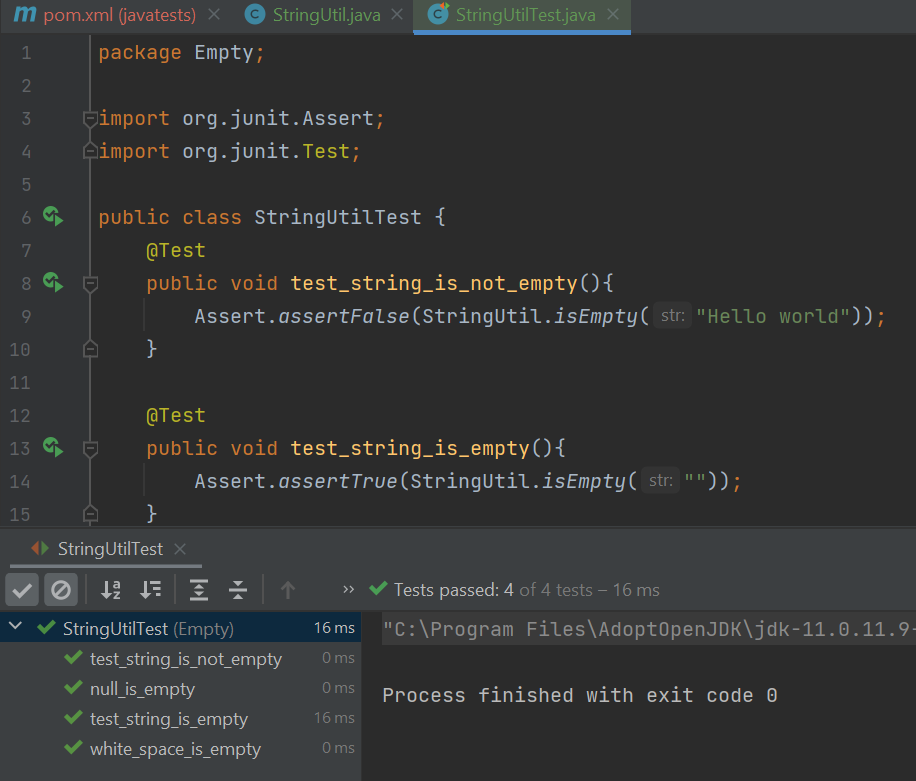 m pom.xml (javatests) × C StringUtil.java × C StringUtilTest.java ×
1 package Empty;
2
3 import org.junit.Assert;
4 import org.junit.Test;
5
6 public class StringUtilTest {
7 @Test
8 public void test_string_is_not_empty(){
9 Assert.assertFalse(StringUtil.isEmpty( str: "Hello world"));
10 }
11
12 @Test
13 public void test_string_is_empty(){
14 Assert.assertTrue(StringUtil.isEmpty( str: ""));
15 }
StringUtilTest ×
» Tests passed: 4 of 4 tests – 16 ms
StringUtilTest (Empty) 16 ms
test_string_is_not_empty 0 ms
null_is_empty 0 ms
test_string_is_empty 16 ms
white_space_is_empty 0 ms
"C:\Program Files\AdoptOpenJDK\jdk-11.0.11.9-
Process finished with exit code 0